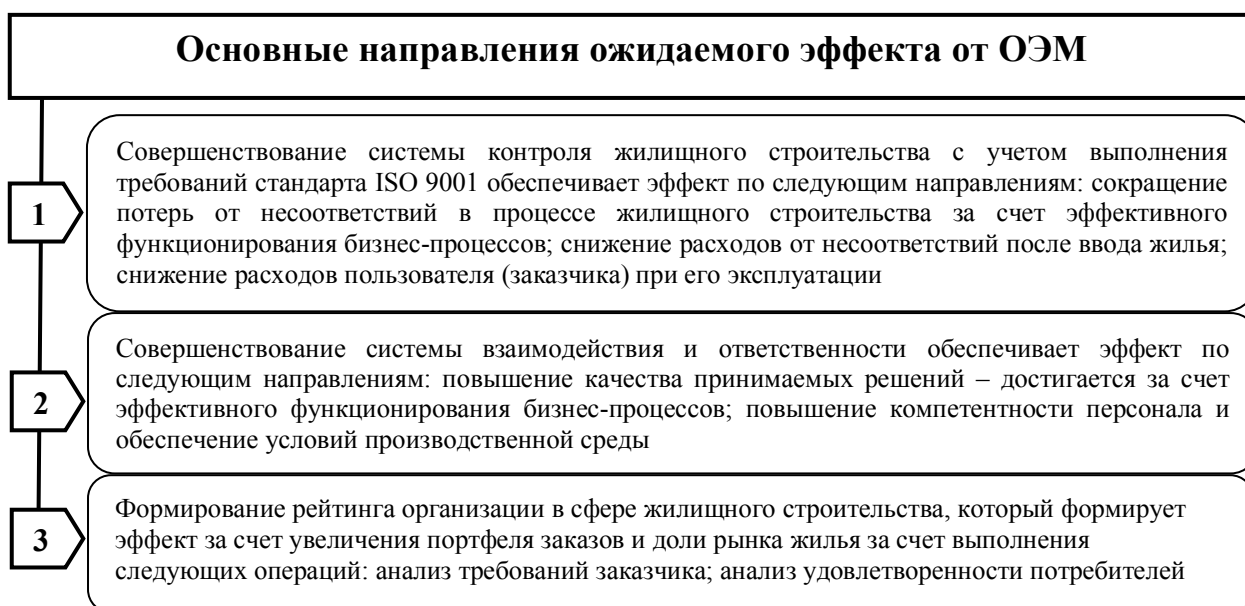 Основные направления ожидаемого эффекта от ОЭМ
1
Совершенствование системы контроля жилищного строительства с учетом выполнения
требований стандарта ISO 9001 обеспечивает эффект по следующим направлениям: сокращение
потерь от несоответствий в процессе жилищного строительства за счет эффективного
функционирования бизнес-процессов; снижение расходов от несоответствий после ввода жилья;
снижение расходов пользователя (заказчика) при его эксплуатации
2
Совершенствование системы взаимодействия и ответственности обеспечивает эффект по
следующим направлениям: повышение качества принимаемых решений – достигается за счет
эффективного функционирования бизнес-процессов; повышение компетентности персонала и
обеспечение условий производственной среды
3
Формирование рейтинга организации в сфере жилищного строительства, который формирует
эффект за счет увеличения портфеля заказов и доли рынка жилья за счет выполнения
следующих операций: анализ требований заказчика; анализ удовлетворенности потребителей